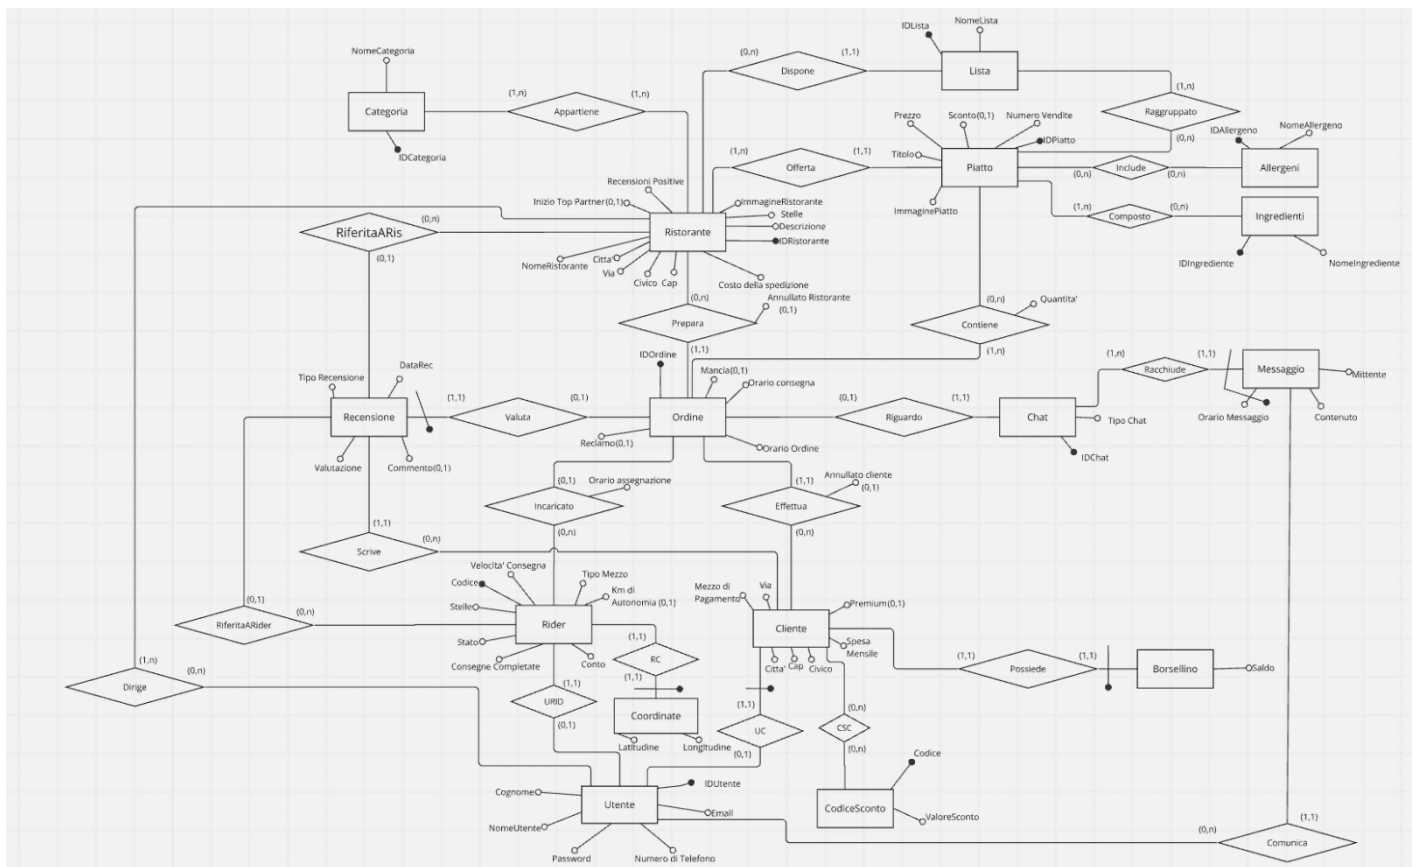 IDLista
NomeLista
NomeCategoria
(0,n)
(1,1)
Dispone
Lista
(1,n)
(1,n)
(1,n)
Categoria
Appartiene
Raggruppato
Prezzo
Sconto(0,1)
Numero Vendite
IDPiatto
(0,n)
IDAllergeno
NomeAllergeno
IDCategoria
(1,n)
(1,1)
Titolo
Offerta
Piatto
Include
Allergeni
(0,n)
(0,n)
Recensioni Positive
Inizio Top Partner(0,1)
ImmagineRistorante
ImmaginePiatto
(1,n)
(0,n)
Composto
Ingredienti
Stelle
Descrizione
IDRistorante
(0,n)
RiferitaARis
(0,1)
Ristorante
NomeRistorante
Citta'
Via
Civico
Cap
Costo della spedizione
IDIngrediente
NomeIngrediente
(0,n)
Annullato Ristorante
(0,1)
Prepara
(1,1)
(0,n)
Quantita'
Contiene
(1,n)
IDOrdine
Mancia(0,1)
Orario consegna
DataRec
Tipo Recensione
(1,n)
(1,1)
Racchiude
Messaggio
Mittente
Orario Messaggio
Contenuto
Recensione
(1,1)
Valuta
(0,1)
Ordine
(0,1)
Riguardo
(1,1)
Chat
Tipo Chat
IDChat
Reclamo(0,1)
Orario Ordine
Valutazione
Commento(0,1)
Orario assegnazione
(0,1)
Incaricato
(0,n)
Annullato cliente
(0,1)
(1,1)
Effettua
(0,n)
(1,1)
Scrive
(0,n)
Velocita' Consegna
Codice
Tipo Mezzo
Km di
Autonomia (0,1)
Stelle
Rider
Stato
Consegne Completate
Conto
(0,1)
(0,n)
RiferitaARider
Mezzo di
Pagamento
Via
Premium(0,1)
Cliente
Spesa
Mensile
Citta'
Cap
Civico
(1,1)
RC
(1,1)
(1,1)
Possiede
(1,1)
Borsellino
Saldo
(1,n)
(0,n)
Dirige
(1,1)
URID
(0,1)
Coordinate
Latitudine
Longitudine
(1,1)
UC
(0,1)
(0,n)
CSC
(0,n)
Codice
CodiceSconto
ValoreSconto
Cognome
IDUtente
Utente
Email
NomeUtente
Password
Numero di Telefono
(0,n)
(1,1)
Comunica